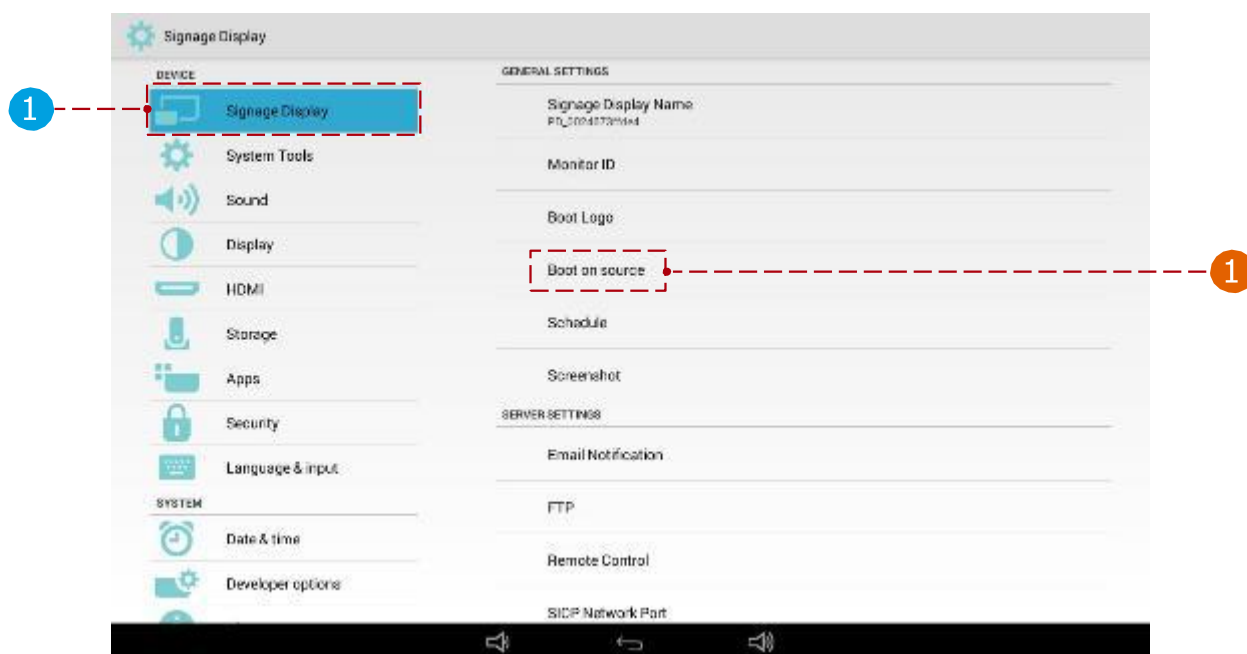 Signage Display
DEVICE
1
Signage Display
System Tools
Sound
Display
HDMI
Storage
Apps
Security
Language & input
SYSTEM
Date & time
Developer options
GENERAL SETTINGS
Signage Display Name
Monitor ID
Boot Logo
Boot on source
1
Schedule
Screenshot
SERVER SETTINGS
Email Notification
FTP
Remote Control
SICP Network Port